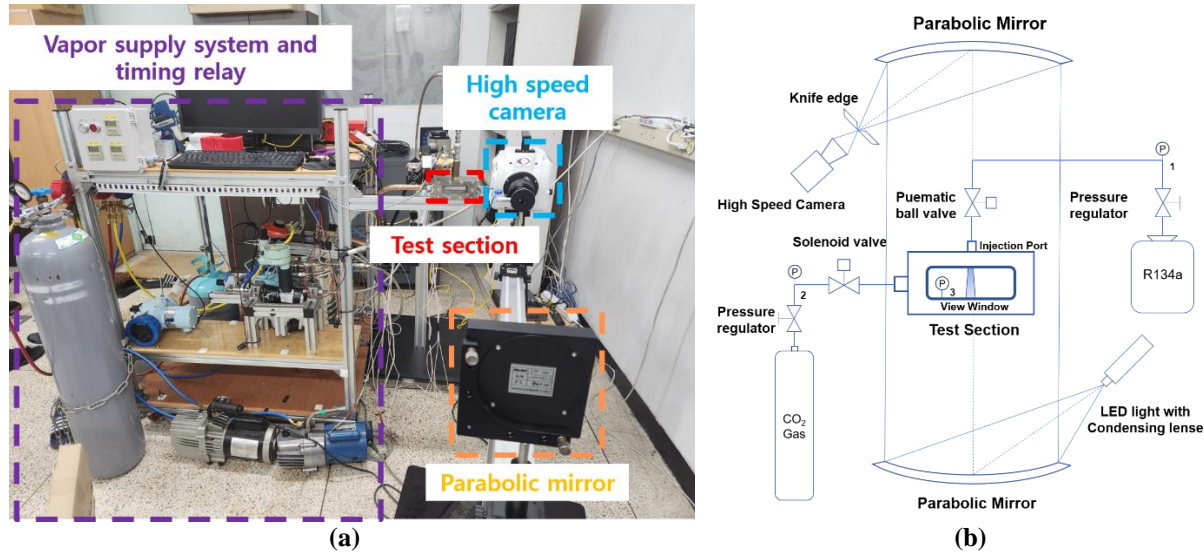 Vapor supply system and
timing relay
High speed
camera
Test section
Parabolic mirror
(a)
Parabolic Mirror
Knife edge
High Speed Camera
Puematic
ball valve
P
1
Pressure
regulator
R134a
Solenoid valve
Injection Port
P
2
P
3
View Window
Test Section
Pressure
regulator
CO₂
Gas
LED light with
Condensing lense
Parabolic Mirror
(b)